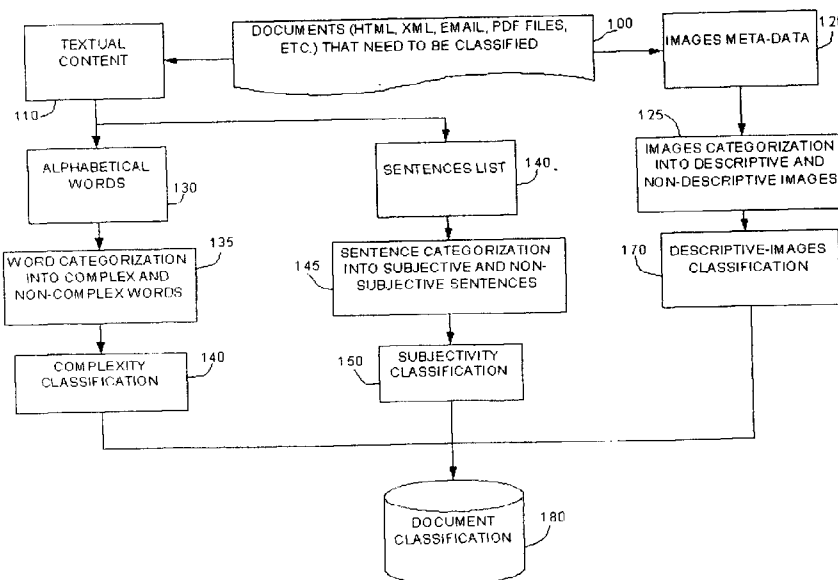 TEXTUAL
CONTENT
110
DOCUMENTS (HTML, XML, EMAIL, PDF FILES,
ETC.) THAT NEED TO BE CLASSIFIED
100
IMAGES META-DATA
120
ALPHABETICAL
WORDS
130
SENTENCES LIST
140
125
IMAGES CATEGORIZATION
INTO DESCRIPTIVE AND
NON-DESCRIPTIVE IMAGES
WORD CATEGORIZATION
INTO COMPLEX AND
NON-COMPLEX WORDS
135
145
SENTENCE CATEGORIZATION
INTO SUBJECTIVE AND NON-
SUBJECTIVE SENTENCES
170
DESCRIPTIVE-IMAGES
CLASSIFICATION
COMPLEXITY
CLASSIFICATION
140
150
SUBJECTIVITY
CLASSIFICATION
DOCUMENT
CLASSIFICATION
180